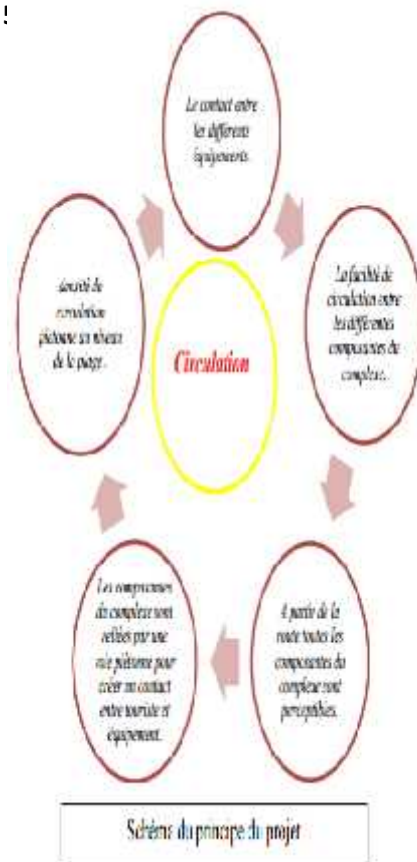 Le contact entre
les différents
équipements.
La facilité de
circulation entre
les différentes
composantes du
complexe.
A partir de la
route toutes les
composantes du
complexe sont
perceptibles.
Les composantes
du complexe sont
reliées par une
voie piétonne pour
créer un contact
entre touriste et
équipement.
densité de
circulation
piétonne au niveau
de la plage.
Circulation
Schéma du principe du projet